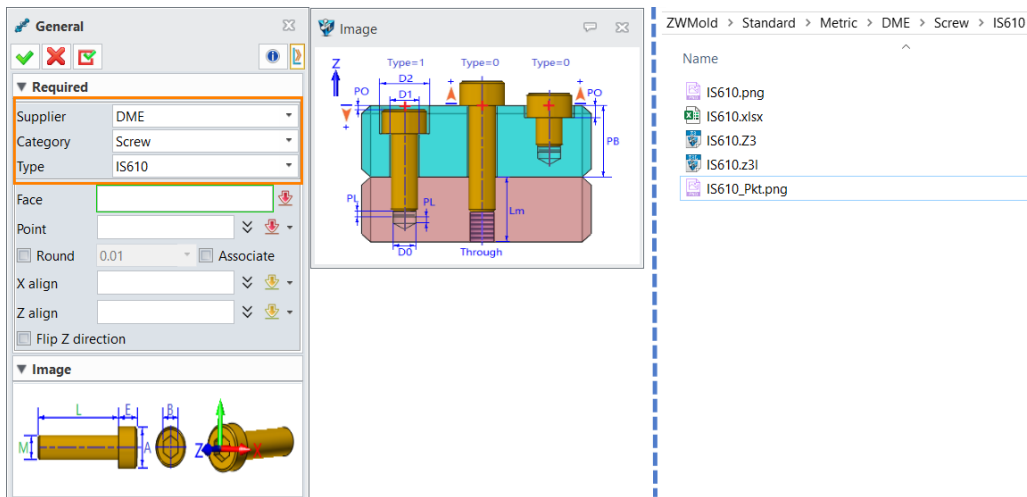 General
Required
Supplier DME
Category Screw
Type IS610
Face
Point
Round 0.01 Associate
X align
Z align
Flip Z direction
Image
L E B
M A Z X
Image
Z Type=1 Type=0 Type=0
D2
PO D1 + + PO
+ PB
PL PL Lm
D0 Through
ZWMold > Standard > Metric > DME > Screw > IS610
Name
IS610.png
IS610.xlsx
IS610.Z3
IS610.z3l
IS610_Pkt.png